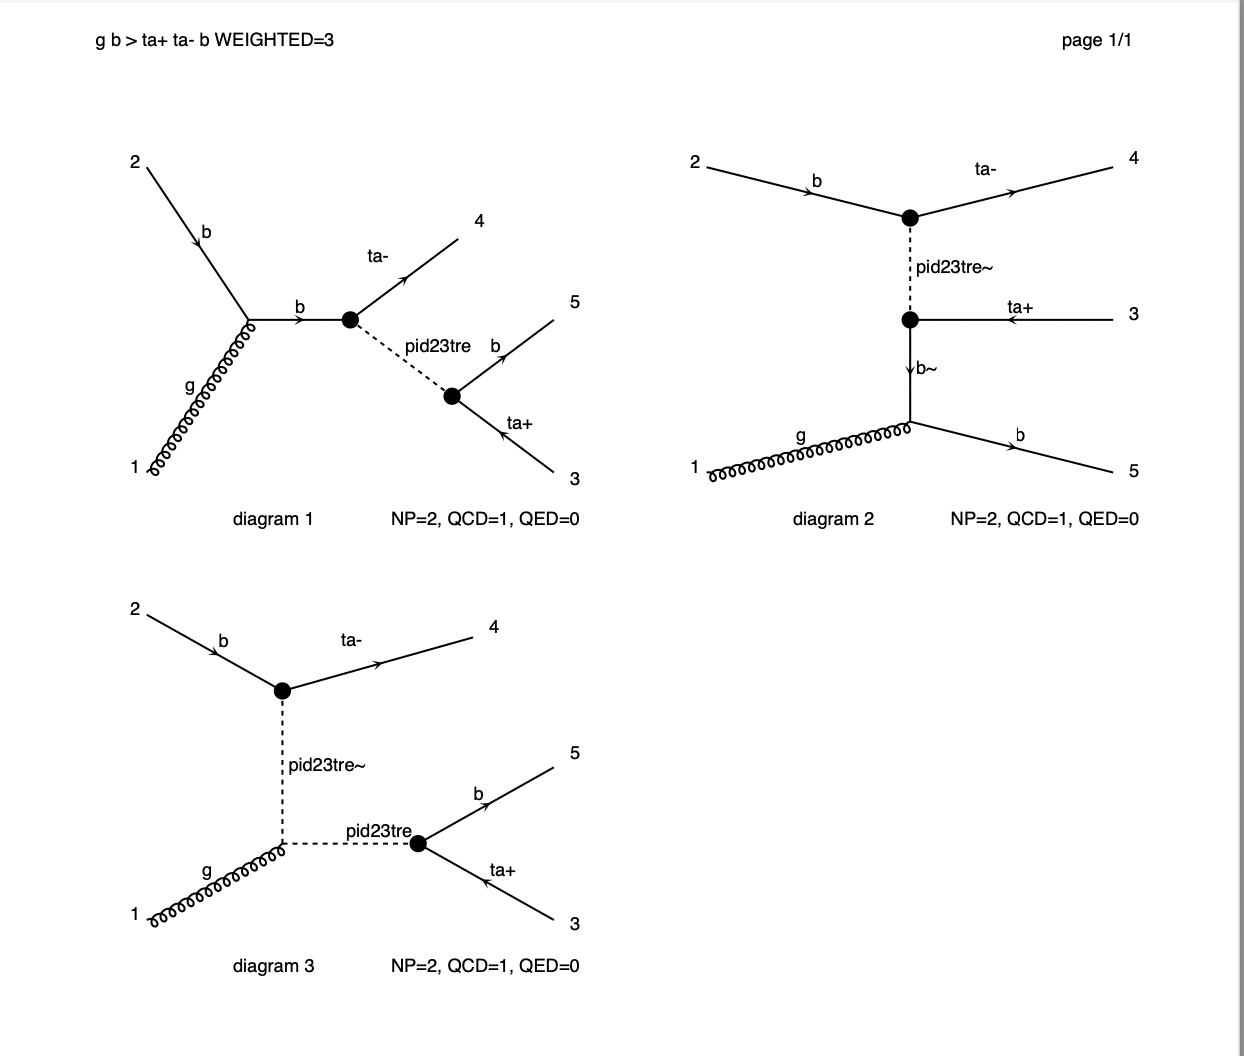 g b > ta+ ta- b WEIGHTED=3
page 1/1
2
b
g
1
b
ta-
4
pid23tre
b
5
ta+
3
diagram 1
NP=2, QCD=1, QED=0
2
b
ta-
4
pid23tre~
ta+
3
b~
g
1
b
5
diagram 2
NP=2, QCD=1, QED=0
2
b
ta-
4
pid23tre~
pid23tre
b
5
g
1
ta+
3
diagram 3
NP=2, QCD=1, QED=0